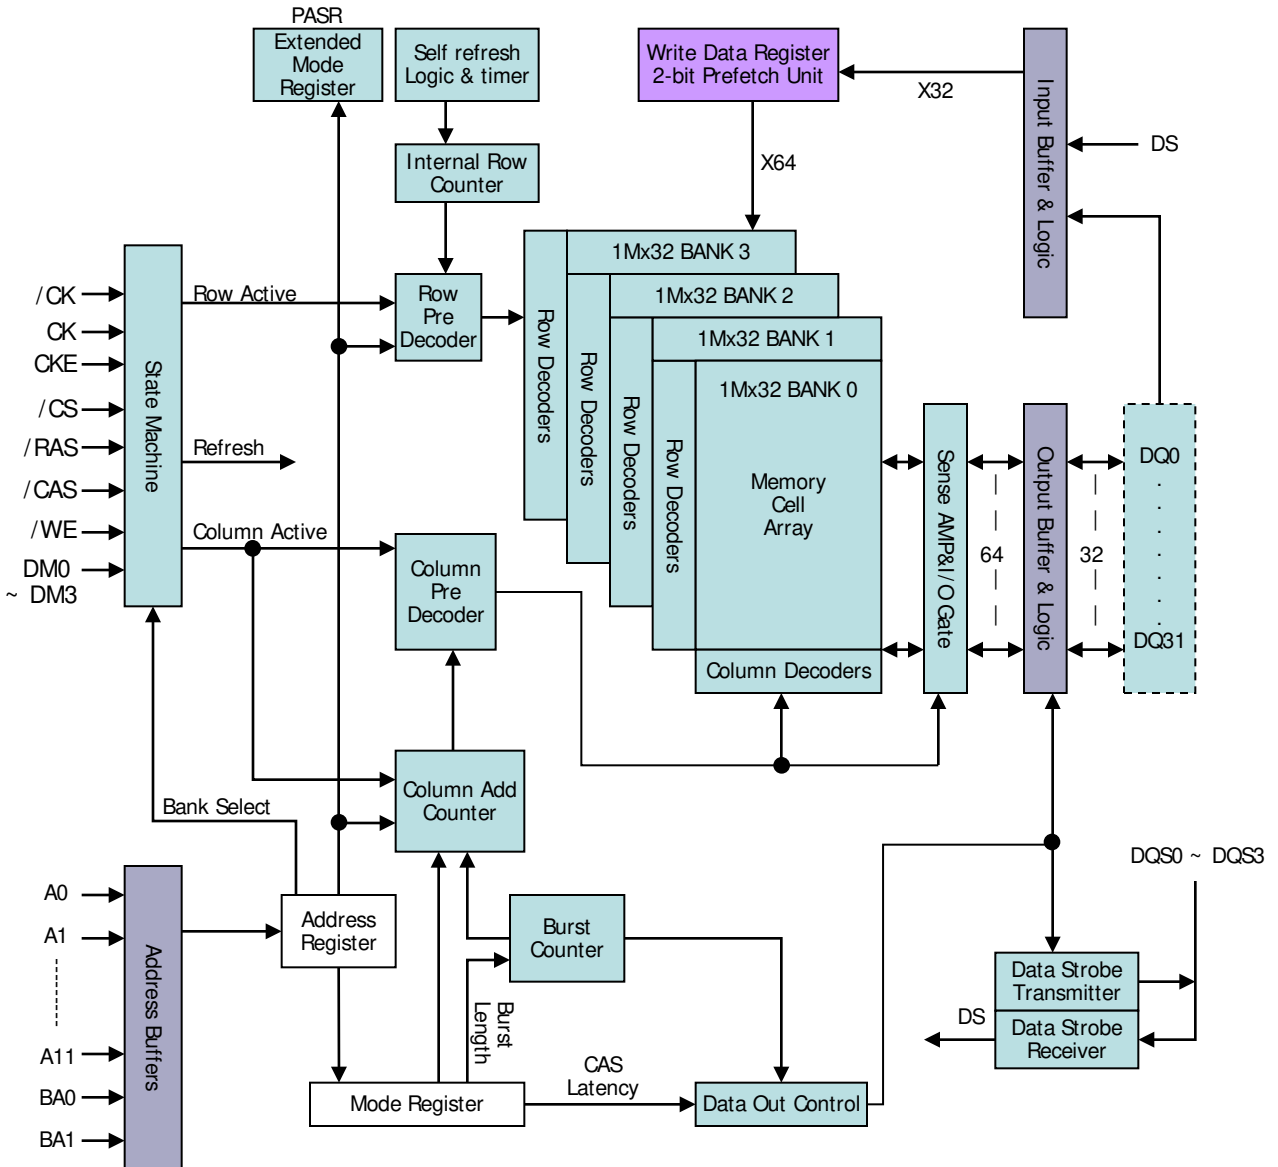 PASR
Extended
Mode
Register
Self refresh
Logic & timer
Write Data Register
2-bit Prefetch Unit
X32
Input Buffer & Logic
DS
Internal Row
Counter
X64
1Mx32 BANK 3
1Mx32 BANK 2
1Mx32 BANK 1
1Mx32 BANK 0
Row Decoders
Row Decoders
Row Decoders
Row Decoders
Memory
Cell
Array
Column Decoders
/CK
CK
CKE
/CS
/RAS
/CAS
/WE
DM0
~ DM3
State Machine
Row Active
Row
Pre
Decoder
Refresh
Column Active
Column
Pre
Decoder
Sense AMP&I/O Gate
64
Output Buffer & Logic
32
DQ0
DQ31
Column Add
Counter
Bank Select
A0
A1
A11
BA0
BA1
Address Buffers
Address
Register
Burst
Counter
Burst
Length
Mode Register
CAS
Latency
Data Out Control
DQS0 ~ DQS3
Data Strobe
Transmitter
DS
Data Strobe
Receiver